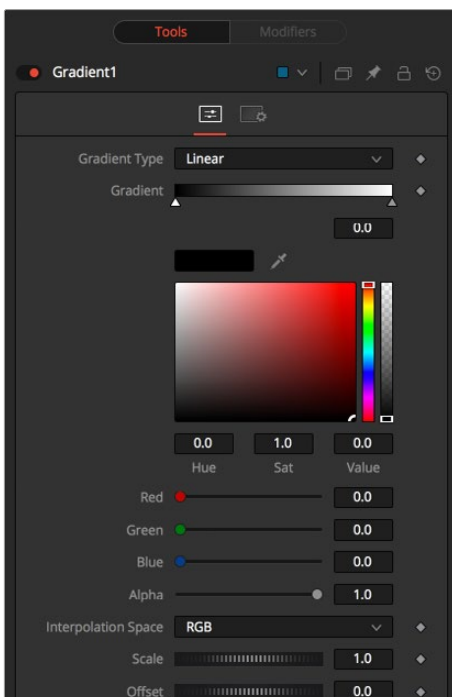 Tools Modifiers
Gradient1
Gradient Type Linear
Gradient
0.0
0.0 1.0 0.0
Hue Sat Value
Red 0.0
Green 0.0
Blue 0.0
Alpha 1.0
Interpolation Space RGB
Scale 1.0
Offset 0.0